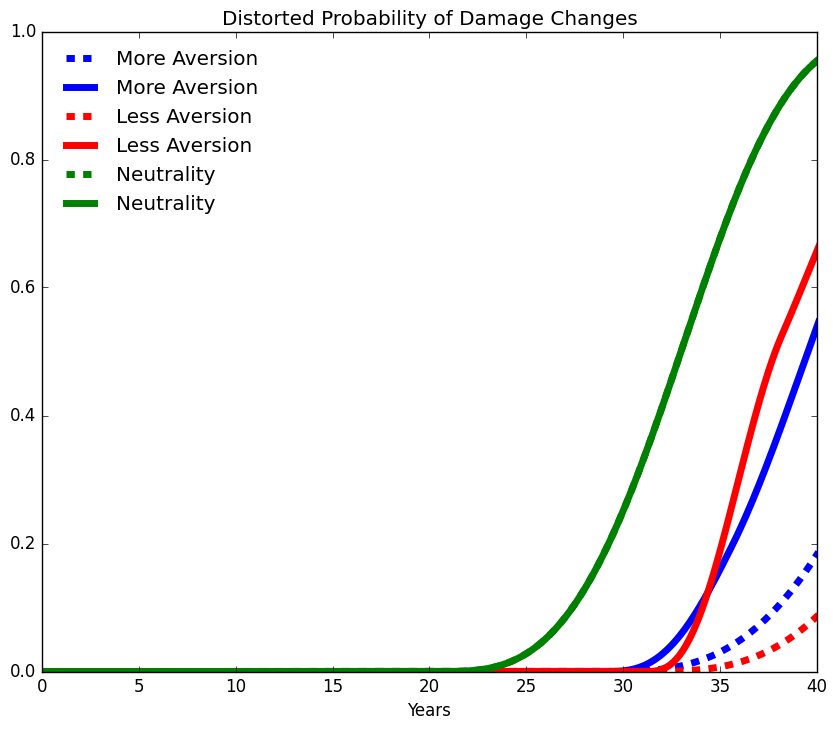 Distorted Probability of Damage Changes
1.0
0.8
0.6
0.4
0.2
0.0
More Aversion
More Aversion
Less Aversion
Less Aversion
Neutrality
Neutrality
0 5 10 15 20 25 30 35 40
Years